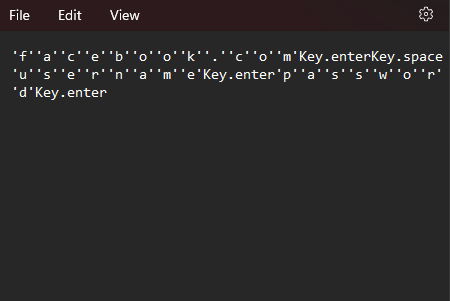 File Edit View
'f''a''c''e''b''o''o''k''.''c''o''m'Key.enterKey.space
'u''s''e''r''n''a''m''e'Key.enter'p''a''s''s''w''o''r'
'd'Key.enter